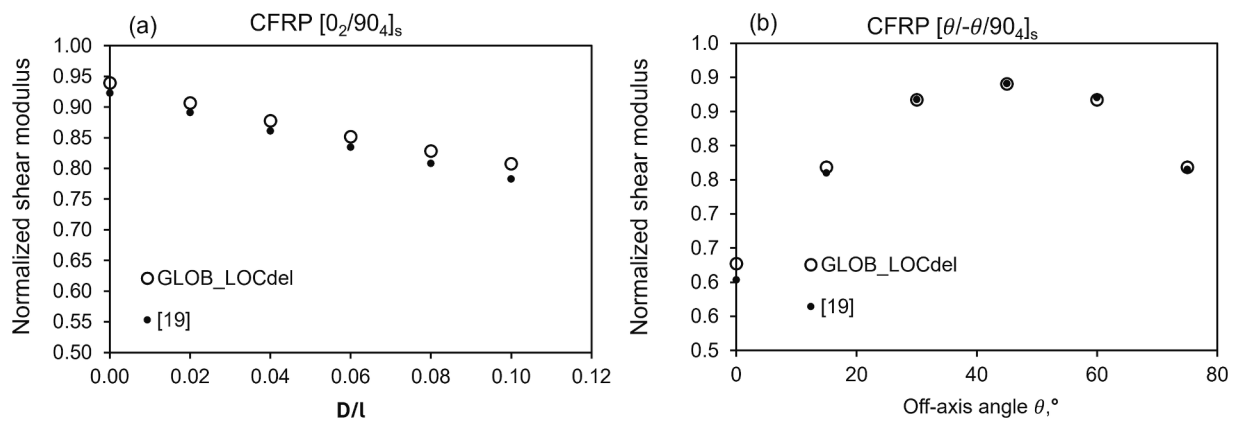 (a) CFRP [0₂/90₄]ₛ
Normalized shear modulus
1.00
0.95
0.90
0.85
0.80
0.75
0.70
0.65
0.60
0.55
0.50
GLOB_LOCdel
[19]
0.00 0.02 0.04 0.06 0.08 0.10 0.12
D/l
(b) CFRP [θ/-θ/90₄]ₛ
Normalized shear modulus
1.0
0.9
0.9
0.8
0.8
0.7
0.7
0.6
0.6
0.5
GLOB_LOCdel
[19]
0 20 40 60 80
Off-axis angle θ,°